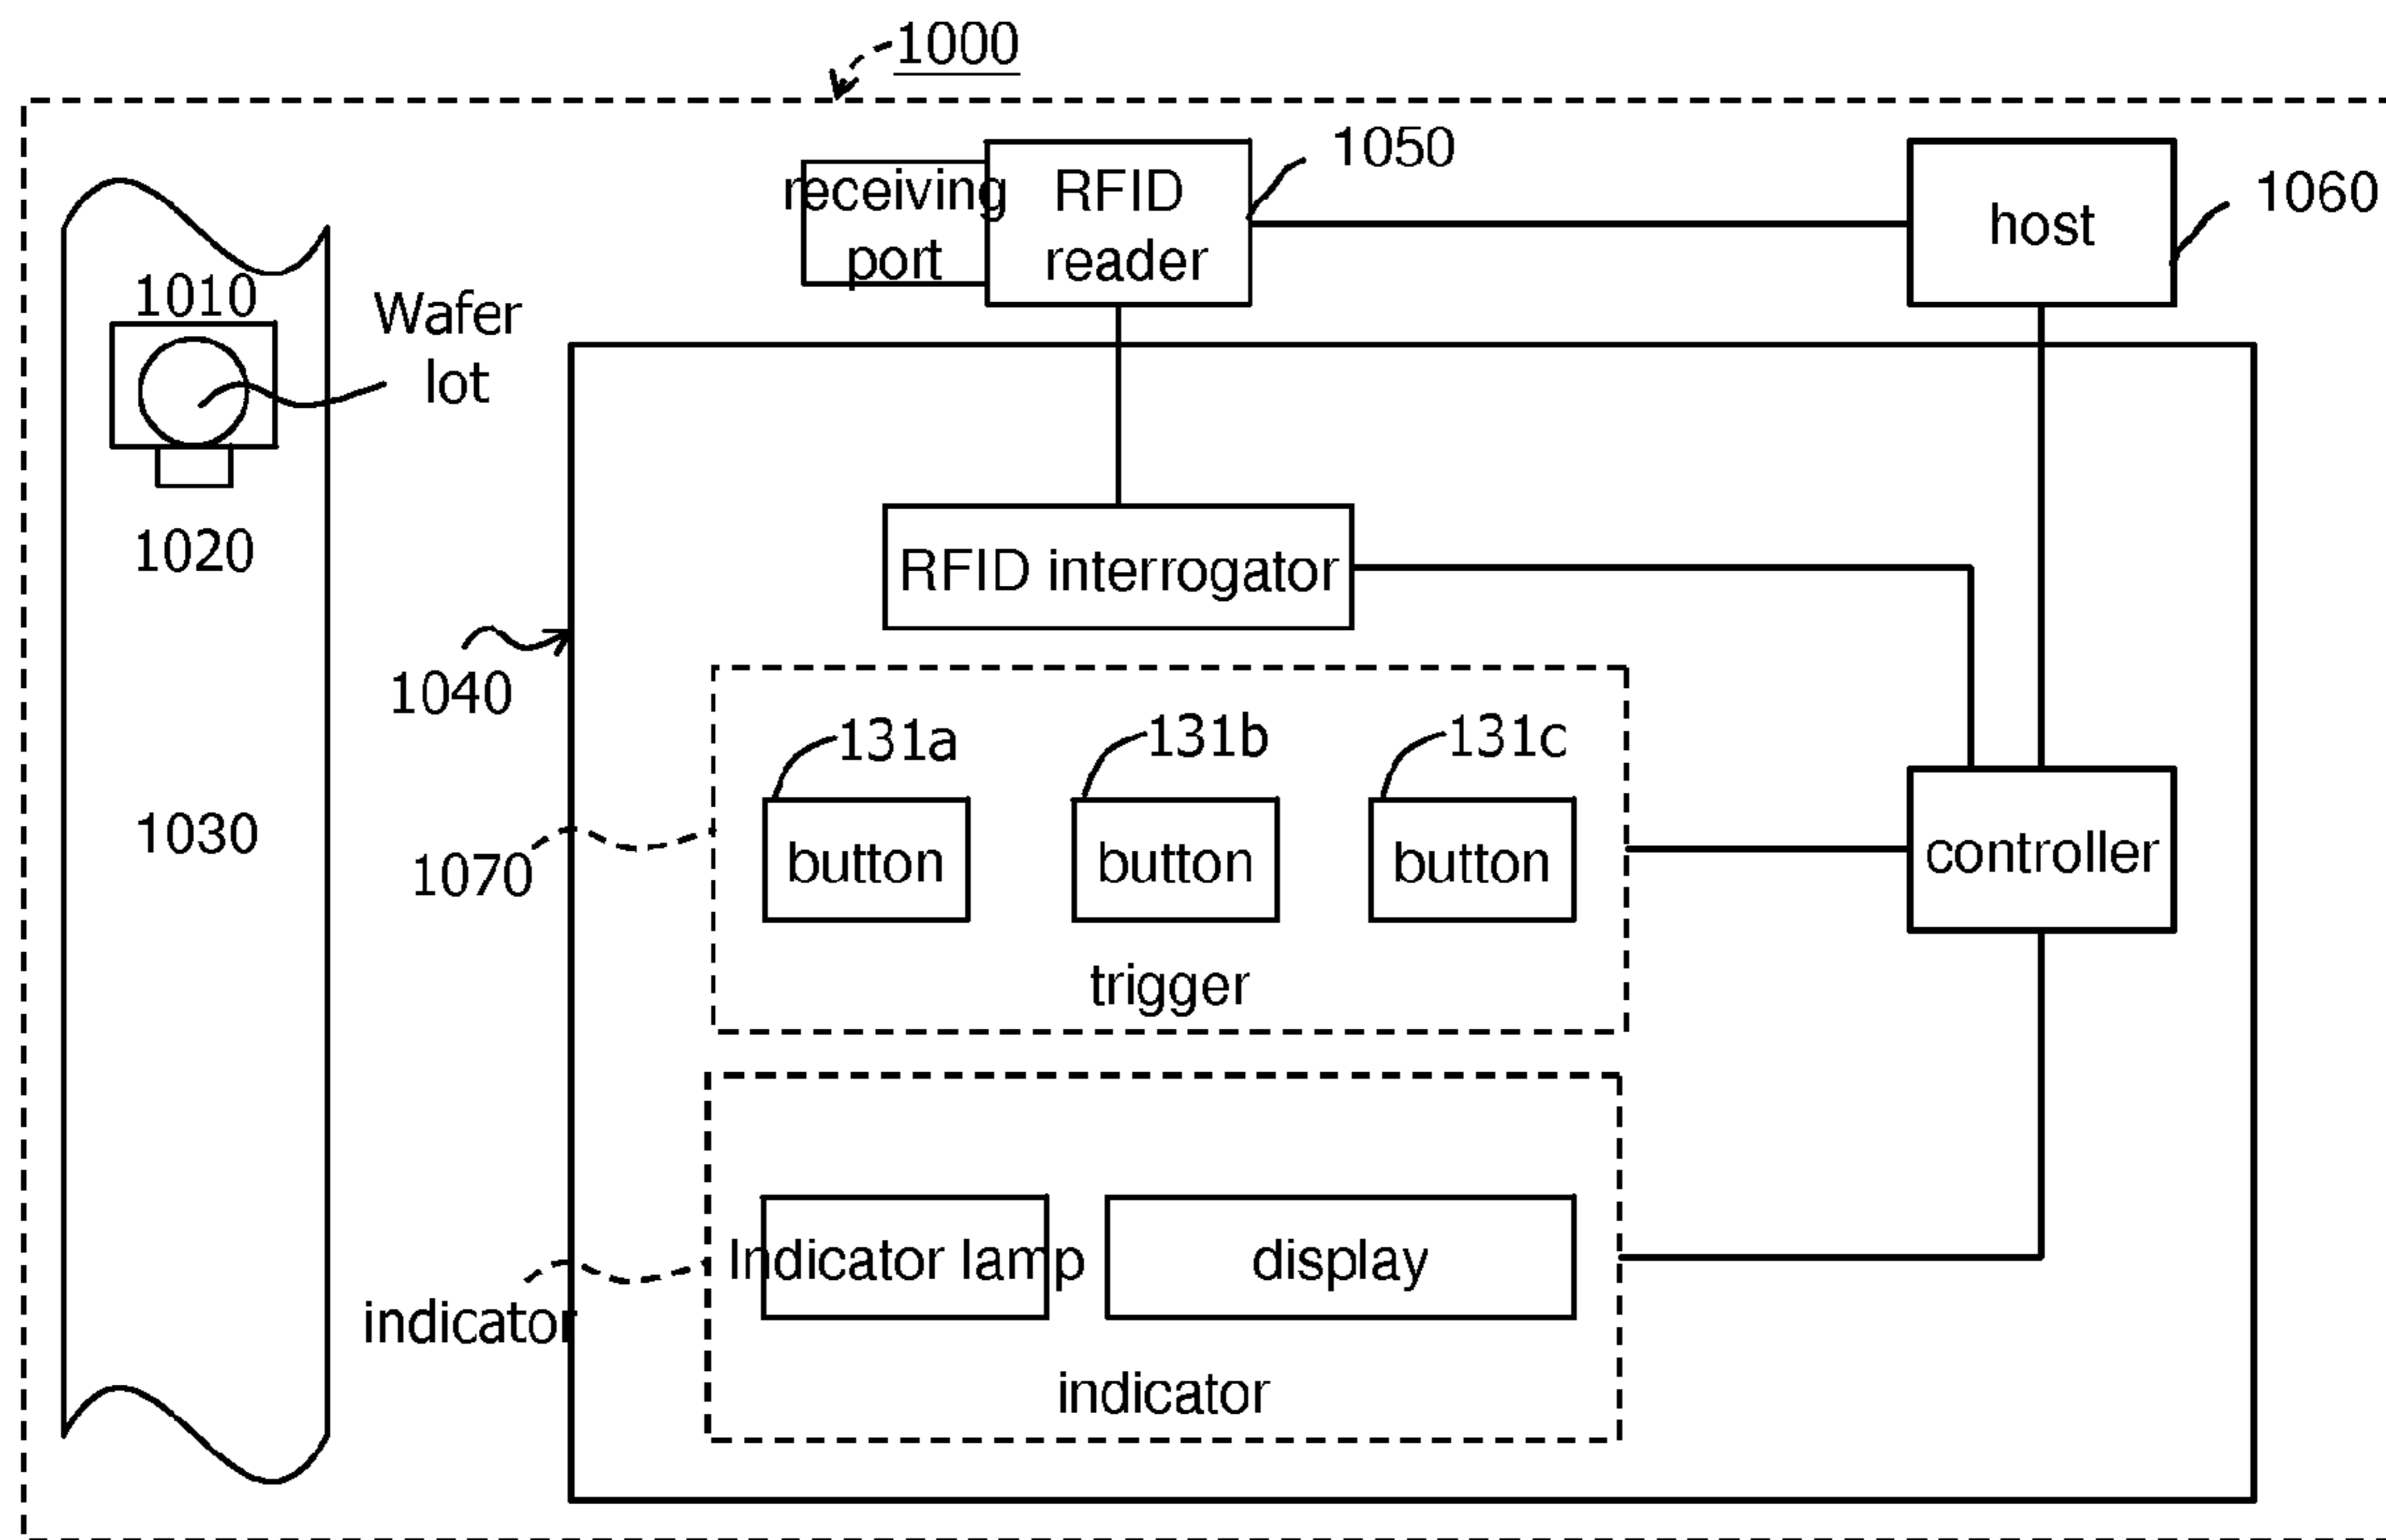 1000
receiving
port
RFID
reader
1050
host
1060
1010
Wafer
lot
1020
RFID interrogator
1040
131a
131b
131c
1030
1070
button
button
button
controller
trigger
Indicator lamp
display
indicator
indicator